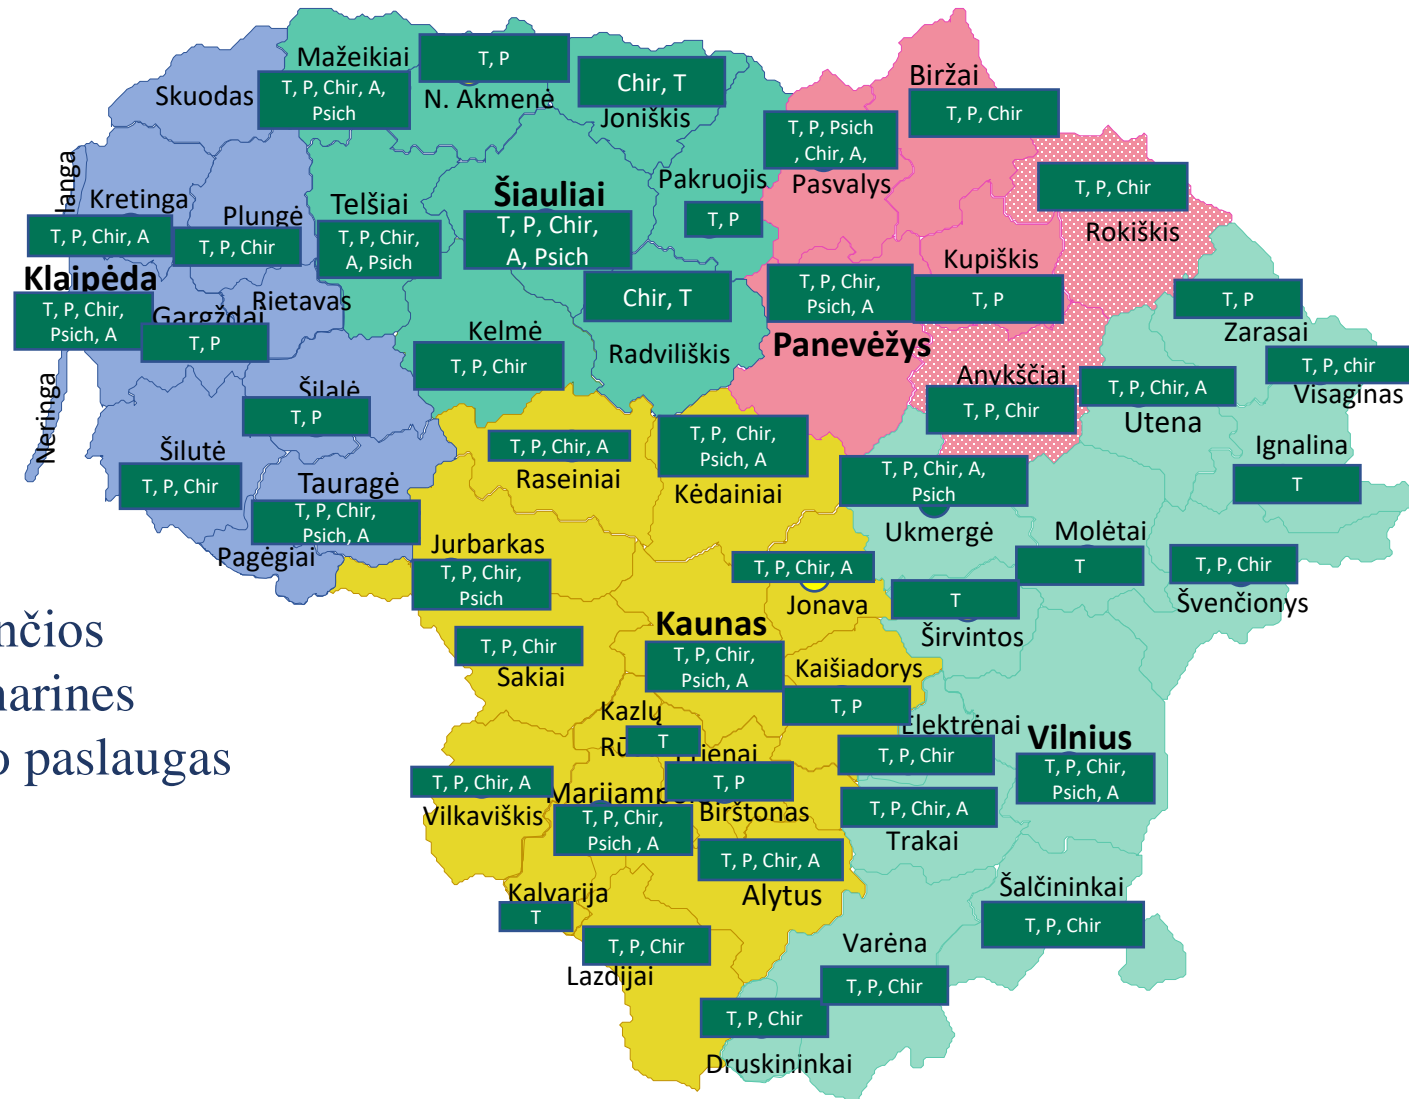 Mažeikiai
T, P, Chir, A,
Psich
Skuodas
T, P
N. Akmenė
Chir, T
Joniškis
Biržai
T, P, Chir
T, P, Psich
, Chir, A,
Pasvalys
Pakruojis
T, P
T, P, Chir
Rokiškis
Kretinga
T, P, Chir, A
Plungė
T, P, Chir
Telšiai
T, P, Chir,
A, Psich
Šiauliai
T, P, Chir,
A, Psich
Chir, T
Radviliškis
Kupiškis
T, P
T, P, Chir,
Psich, A
Panevėžys
Klaipėda
T, P, Chir,
Psich, A
Gargždai
T, P
Rietavas
Kelmė
T, P, Chir
T, P
Zarasai
T, P, chir
Visaginas
Anykščiai
T, P, Chir
T, P, Chir, A
Utena
Neringa
Šilalė
T, P
Šilutė
T, P, Chir
Tauragė
T, P, Chir,
Psich, A
Pagėgiai
T, P, Chir, A
Raseiniai
T, P, Chir,
Psich, A
Kėdainiai
T, P, Chir, A,
Psich
Ukmergė
Ignalina
T
Molėtai
T
T, P, Chir
Švenčionys
Jurbarkas
T, P, Chir,
Psich
T, P, Chir, A
Jonava
T
Širvintos
nčios
narines
o paslaugas
T, P, Chir
Sakiai
Kaunas
T, P, Chir,
Psich, A
Kaišiadorys
T, P
Elektrėnai
T, P, Chir
Vilnius
T, P, Chir,
Psich, A
Kazlų
T
T, P
Birštonas
T, P, Chir, A
Vilkaviškis
T, P, Chir,
Psich , A
T, P, Chir, A
Trakai
T, P, Chir, A
Alytus
Kalvarija
T
T, P, Chir
Lazdijai
Šalčininkai
T, P, Chir
Varėna
T, P, Chir
T, P, Chir
Druskininkai